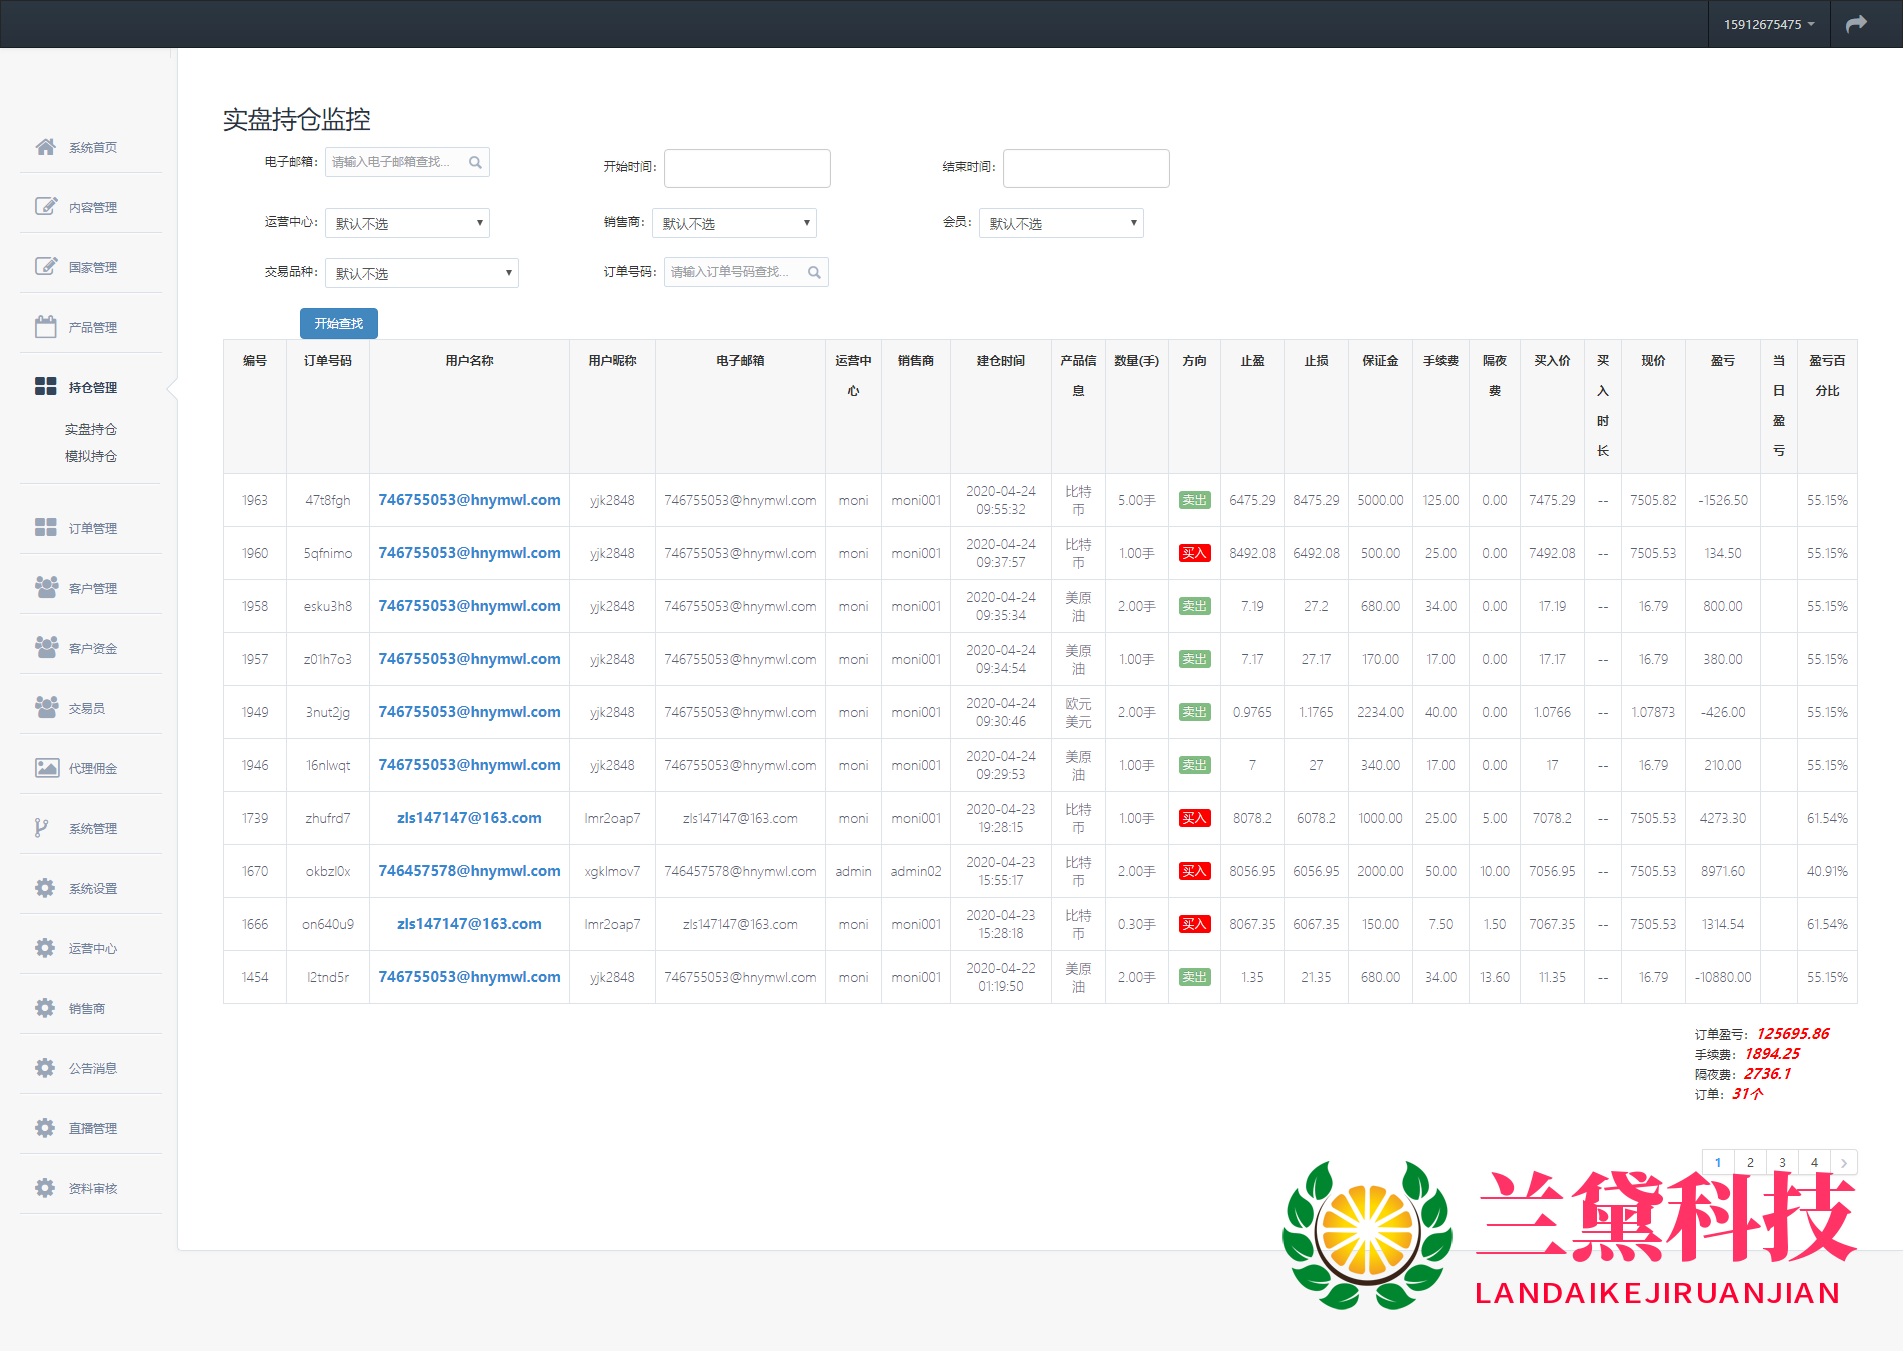 15912675475
系统首页
内容管理
国家管理
产品管理
持仓管理
实盘持仓
模拟持仓
订单管理
客户管理
客户资金
交易员
代理佣金
系统管理
系统设置
运营中心
销售商
公告消息
直播管理
资料审核
实盘持仓监控
电子邮箱: 请输入电子邮箱查找... 开始时间: 结束时间:
运营中心: 默认不选 销售商: 默认不选 会员: 默认不选
交易品种: 默认不选 订单号码: 请输入订单号码查找...
开始查找
编号 订单号码 用户名称 用户昵称 电子邮箱 运营中心 销售商 建仓时间 产品信息 数量(手) 方向 止盈 止损 保证金 手续费 隔夜费 买入价 买入时长 现价 盈亏 当日盈亏 盈亏百分比
1963 47t8fgh 746755053@hnymwl.com yjk2848 746755053@hnymwl.com moni moni001 2020-04-24 09:55:32 比特币 5.00手 卖出 6475.29 8475.29 5000.00 125.00 0.00 7475.29 -- 7505.82 -1526.50 55.15%
1960 5qfnimo 746755053@hnymwl.com yjk2848 746755053@hnymwl.com moni moni001 2020-04-24 09:37:57 比特币 1.00手 买入 8492.08 6492.08 500.00 25.00 0.00 7492.08 -- 7505.53 134.50 55.15%
1958 esku3h8 746755053@hnymwl.com yjk2848 746755053@hnymwl.com moni moni001 2020-04-24 09:35:34 美原油 2.00手 卖出 7.19 27.2 680.00 34.00 0.00 17.19 -- 16.79 800.00 55.15%
1957 z01h7o3 746755053@hnymwl.com yjk2848 746755053@hnymwl.com moni moni001 2020-04-24 09:34:54 美原油 1.00手 卖出 7.17 27.17 170.00 17.00 0.00 17.17 -- 16.79 380.00 55.15%
1949 3nut2jg 746755053@hnymwl.com yjk2848 746755053@hnymwl.com moni moni001 2020-04-24 09:30:46 欧元美元 2.00手 卖出 0.9765 1.1765 2234.00 40.00 0.00 1.0766 -- 1.07873 -426.00 55.15%
1946 16nlwqt 746755053@hnymwl.com yjk2848 746755053@hnymwl.com moni moni001 2020-04-24 09:29:53 美原油 1.00手 卖出 7 27 340.00 17.00 0.00 17 -- 16.79 210.00 55.15%
1739 zhufrd7 zls147147@163.com lmr2oap7 zls147147@163.com moni moni001 2020-04-23 19:28:15 比特币 1.00手 买入 8078.2 6078.2 1000.00 25.00 5.00 7078.2 -- 7505.53 4273.30 61.54%
1670 okbzl0x 746457578@hnymwl.com xgklmov7 746457578@hnymwl.com admin admin02 2020-04-23 15:55:17 比特币 2.00手 买入 8056.95 6056.95 2000.00 50.00 10.00 7056.95 -- 7505.53 8971.60 40.91%
1666 on640u9 zls147147@163.com lmr2oap7 zls147147@163.com moni moni001 2020-04-23 15:28:18 比特币 0.30手 买入 8067.35 6067.35 150.00 7.50 1.50 7067.35 -- 7505.53 1314.54 61.54%
1454 l2tnd5r 746755053@hnymwl.com yjk2848 746755053@hnymwl.com moni moni001 2020-04-22 01:19:50 美原油 2.00手 卖出 1.35 21.35 680.00 34.00 13.60 11.35 -- 16.79 -10880.00 55.15%
订单盈亏: 125695.86
手续费: 1894.25
隔夜费: 2736.1
订单: 31个
1 2 3 4
兰黛科技
LANDAIKEJIRUANJIAN